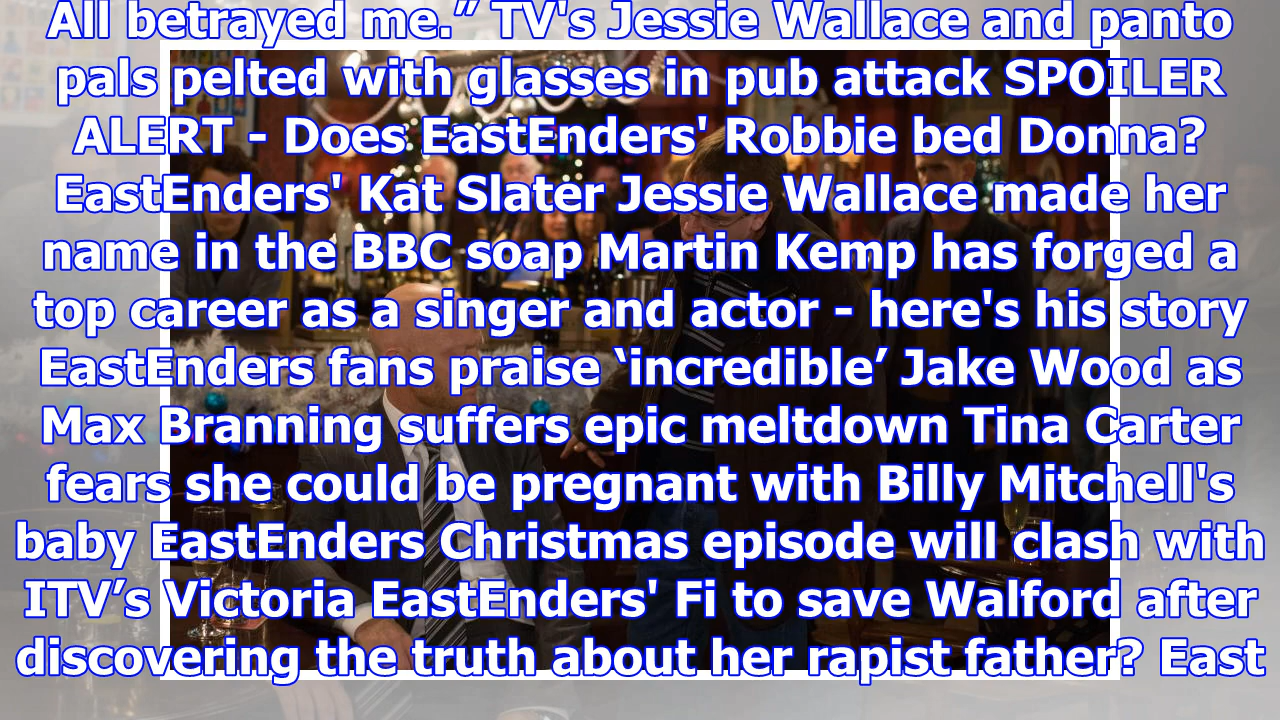 All betrayed me.” TV's Jessie Wallace and panto
pals pelted with glasses in pub attack SPOILER
ALERT - Does EastEnders' Robbie bed Donna?
EastEnders' Kat Slater Jessie Wallace made her
name in the BBC soap Martin Kemp has forged a
top career as a singer and actor - here's his story
EastEnders fans praise ‘incredible’ Jake Wood as
Max Branning suffers epic meltdown Tina Carter
fears she could be pregnant with Billy Mitchell's
baby EastEnders Christmas episode will clash with
ITV’s Victoria EastEnders' Fi to save Walford after
discovering the truth about her rapist father? East